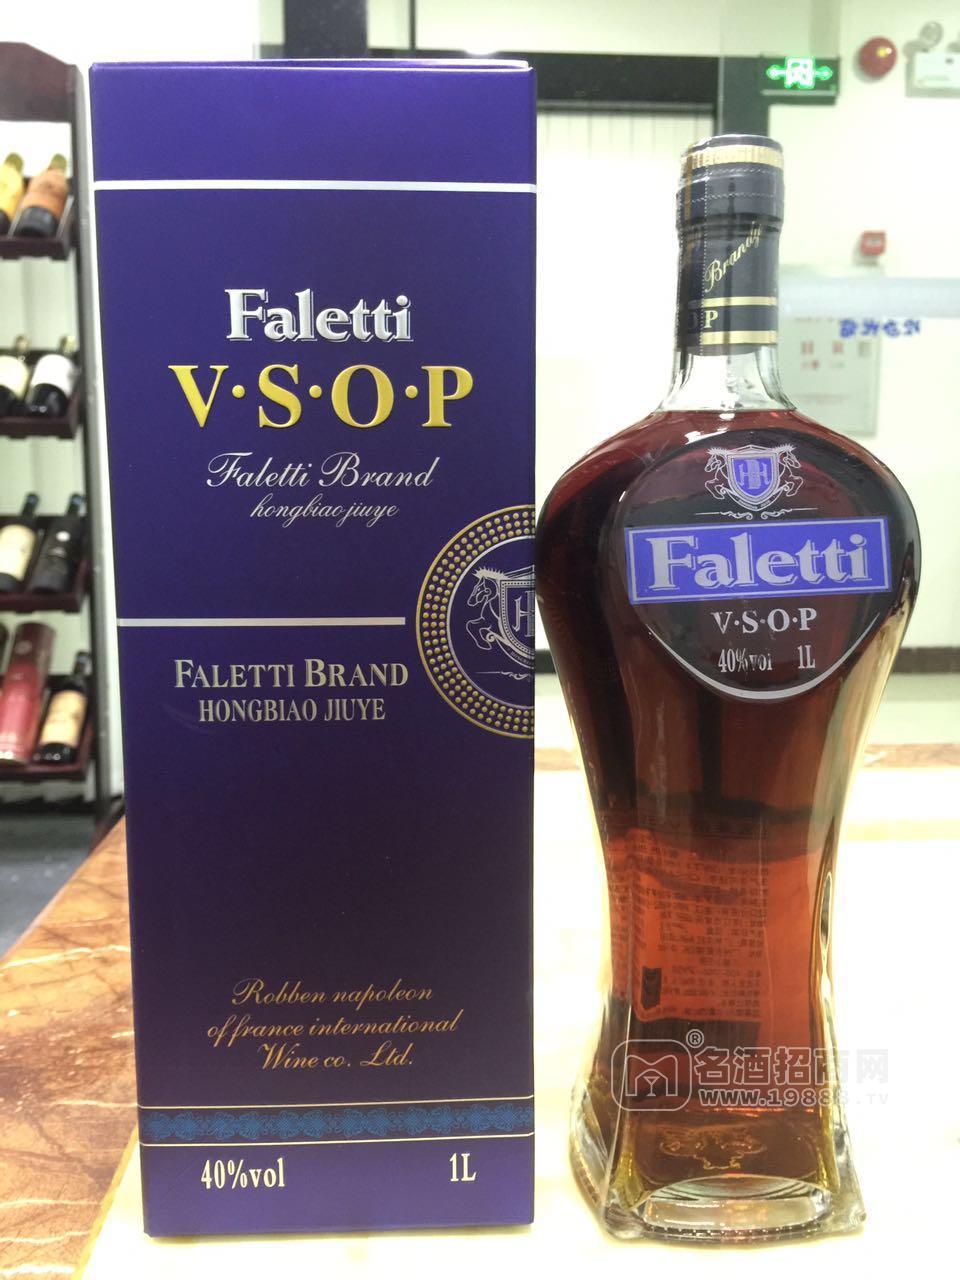 Faletti
V·S·O·P
Faletti Brand
hongbiao jiuye
FALETTI BRAND
HONGBIAO JIUYE
Robben napoleon
of france international
Wine co. Ltd.
40%vol 1L
Brandy
OP
Faletti
V·S·O·P
40%vol 1L
®名酒招商网
www.19888.TV